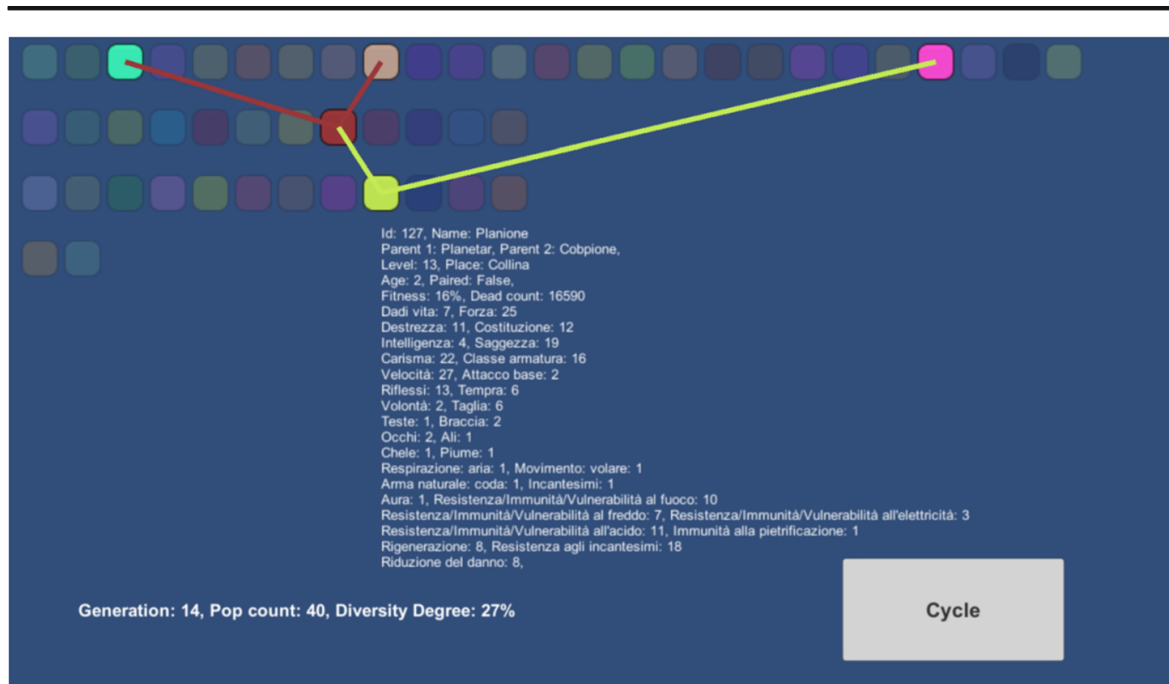 Id: 127, Name: Planione
Parent 1: Planetar, Parent 2: Cobpione,
Level: 13, Place: Collina
Age: 2, Paired: False,
Fitness: 16%, Dead count: 16590
Dadi vita: 7, Forza: 25
Destrezza: 11, Costituzione: 12
Intelligenza: 4, Saggezza: 19
Carisma: 22, Classe armatura: 16
Velocità: 27, Attacco base: 2
Riflessi: 13, Tempra: 6
Volontà: 2, Taglia: 6
Teste: 1, Braccia: 2
Occhi: 2, Ali: 1
Chele: 1, Piume: 1
Respirazione: aria: 1, Movimento: volare: 1
Arma naturale: coda: 1, Incantesimi: 1
Aura: 1, Resistenza/Immunità/Vulnerabilità al fuoco: 10
Resistenza/Immunità/Vulnerabilità al freddo: 7, Resistenza/Immunità/Vulnerabilità all'elettricità: 3
Resistenza/Immunità/Vulnerabilità all'acido: 11, Immunità alla pietrificazione: 1
Rigenerazione: 8, Resistenza agli incantesimi: 18
Riduzione del danno: 8,
Generation: 14, Pop count: 40, Diversity Degree: 27%
Cycle